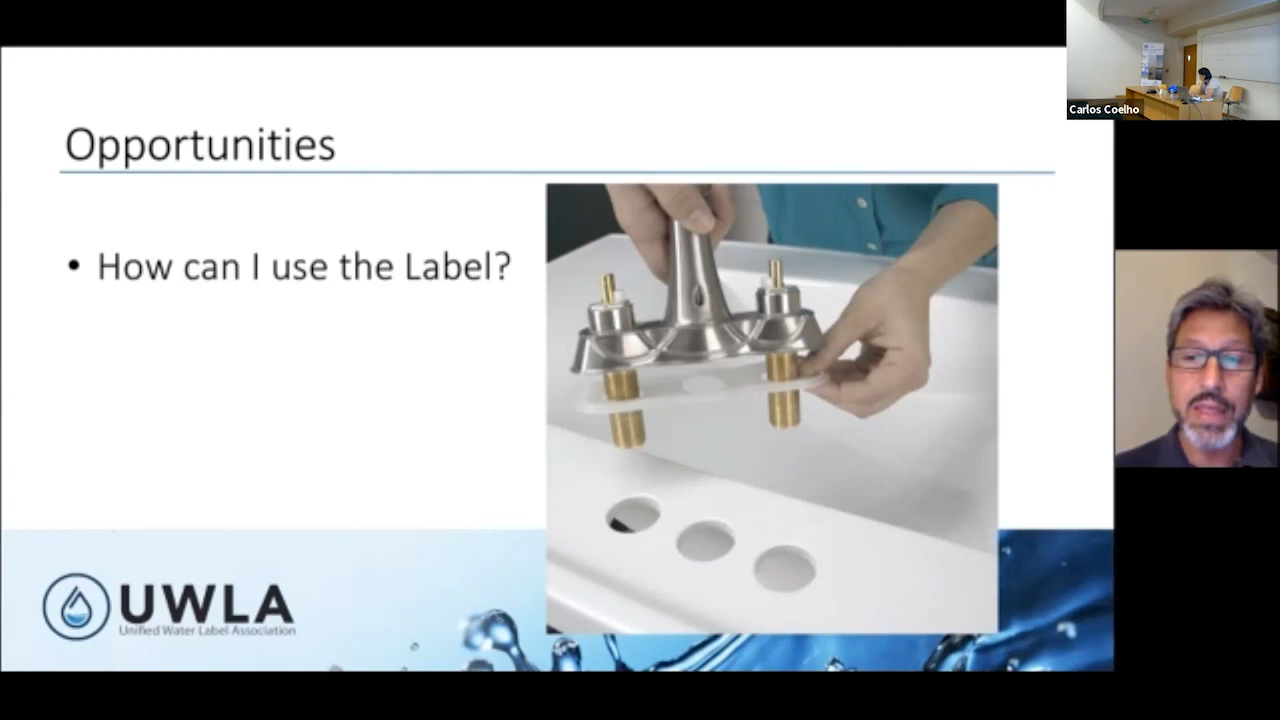 Opportunities
• How can I use the Label?
UWLA
Unified Water Label Association
Carlos Coelho